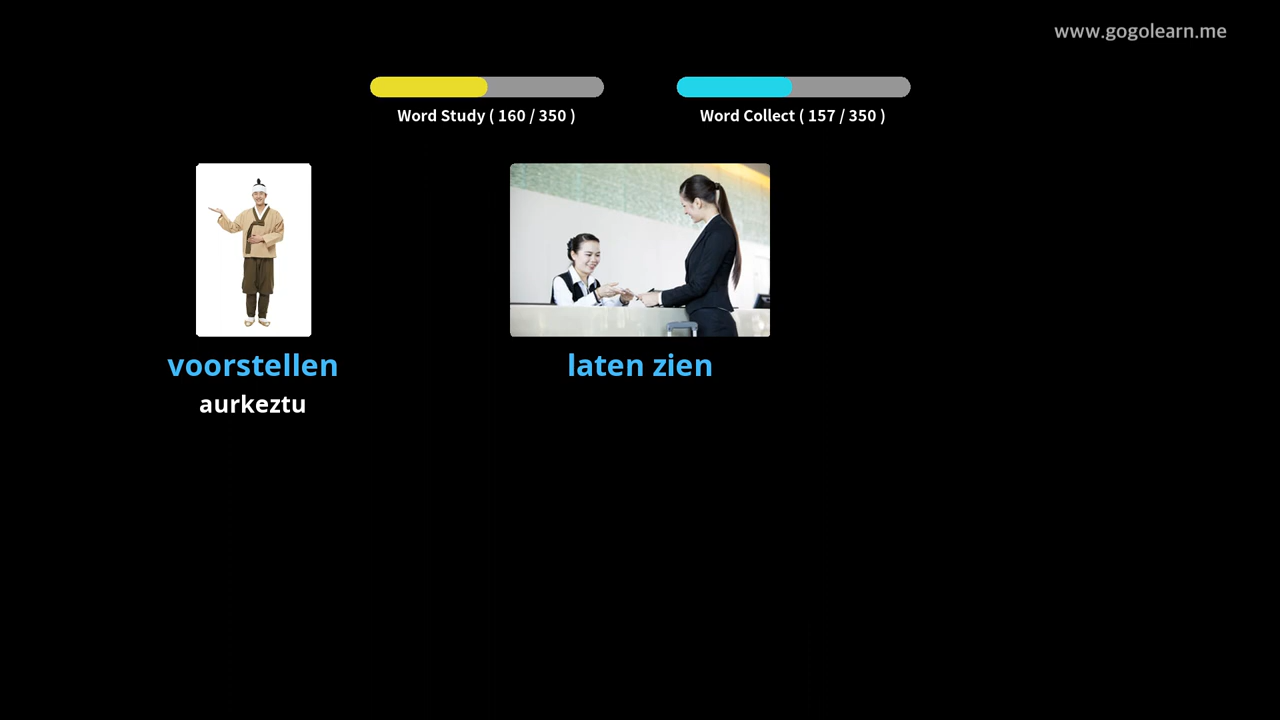 www.gogolearn.me
Word Study ( 160 / 350 )
Word Collect ( 157 / 350 )
voorstellen
aurkeztu
laten zien